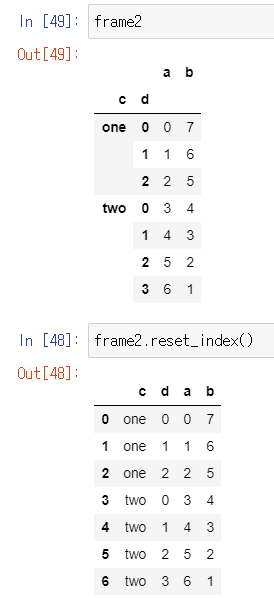 In [49]: frame2
Out[49]:
a b
c d
one 0 0 7
1 1 6
2 2 5
two 0 3 4
1 4 3
2 5 2
3 6 1
In [48]: frame2.reset_index()
Out[48]:
c d a b
0 one 0 0 7
1 one 1 1 6
2 one 2 2 5
3 two 0 3 4
4 two 1 4 3
5 two 2 5 2
6 two 3 6 1